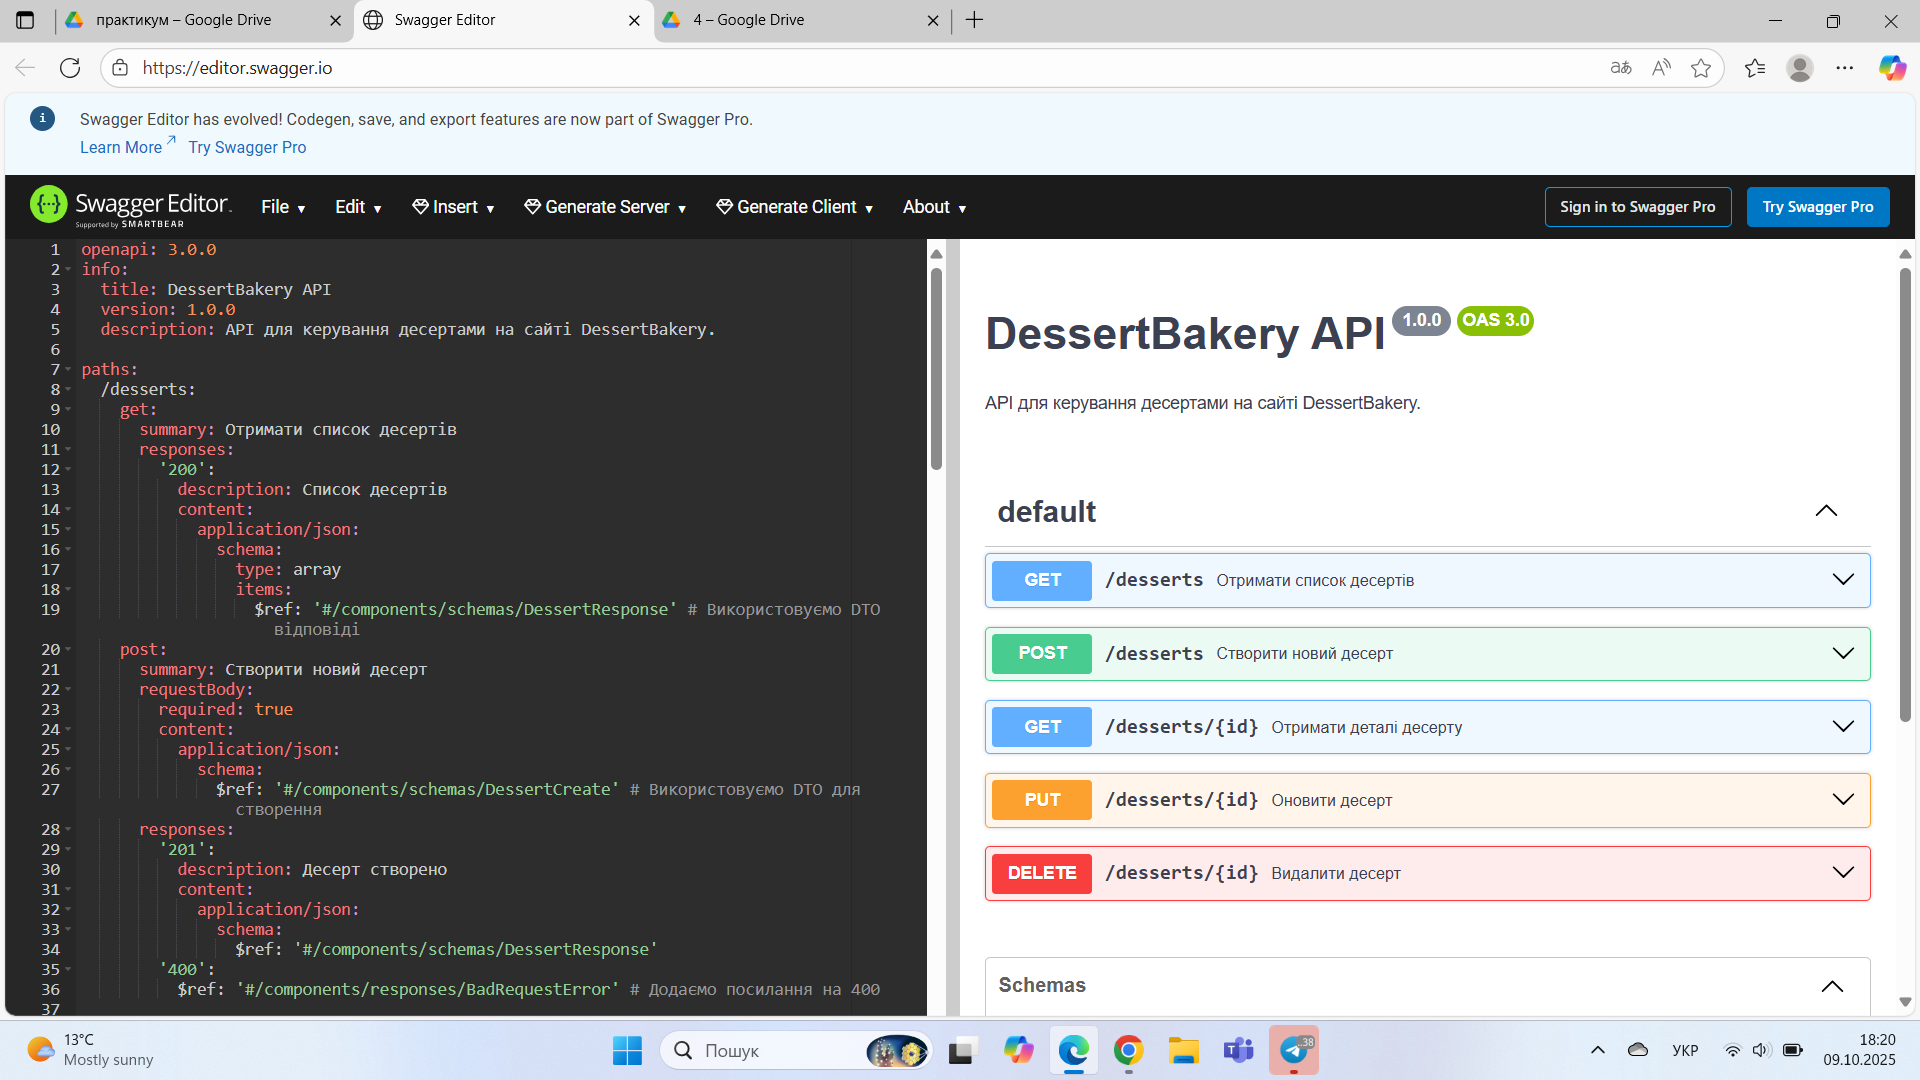 практикум – Google Drive
Swagger Editor
4 – Google Drive
https://editor.swagger.io
Swagger Editor has evolved! Codegen, save, and export features are now part of Swagger Pro.
Learn More Try Swagger Pro
Swagger Editor
Supported by SMARTBEAR
File
Edit
Insert
Generate Server
Generate Client
About
Sign in to Swagger Pro
Try Swagger Pro
1 openapi: 3.0.0
2 info:
3 title: DessertBakery API
4 version: 1.0.0
5 description: API для керування десертами на сайті DessertBakery.
6
7 paths:
8 /desserts:
9 get:
10 summary: Отримати список десертів
11 responses:
12 '200':
13 description: Список десертів
14 content:
15 application/json:
16 schema:
17 type: array
18 items:
19 $ref: '#/components/schemas/DessertResponse' # Використовуємо DTO
відповіді
20 post:
21 summary: Створити новий десерт
22 requestBody:
23 required: true
24 content:
25 application/json:
26 schema:
27 $ref: '#/components/schemas/DessertCreate' # Використовуємо DTO для
створення
28 responses:
29 '201':
30 description: Десерт створено
31 content:
32 application/json:
33 schema:
34 $ref: '#/components/schemas/DessertResponse'
35 '400':
36 $ref: '#/components/responses/BadRequestError' # Додаємо посилання на 400
37
DessertBakery API 1.0.0 OAS 3.0
API для керування десертами на сайті DessertBakery.
default
GET /desserts Отримати список десертів
POST /desserts Створити новий десерт
GET /desserts/{id} Отримати деталі десерту
PUT /desserts/{id} Оновити десерт
DELETE /desserts/{id} Видалити десерт
Schemas
13°C
Mostly sunny
Пошук
УКР
18:20
09.10.2025